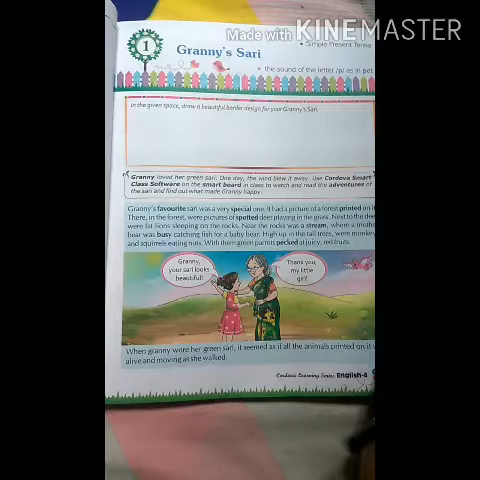 Made with KINEMASTER
1
Granny's Sari
• Simple Present Tense
• the sound of the letter /p/ as in pet
In the given space, draw a beautiful border design for your Granny's Sari.
Granny loved her green sari. One day, the wind blew it away. Use Cordova Smart
Class Software on the smart board in class to watch and read the adventures of
the sari and find out what made Granny happy.
Granny's favourite sari was a very special one. It had a picture of a forest printed on it
There, in the forest, were pictures of spotted deer playing in the grass. Next to the dee
were fat lions sleeping on the rocks. Near the rocks was a stream, where a moth
bear was busy catching fish for a baby bear. High up in the tall trees, were monkey
and squirrels eating nuts. With them green parrots pecked at juicy, red fruits.
Granny,
your sari looks
beautiful!
Thank you,
my little
girl!
When granny wore her green sari, it seemed as if all the animals printed on it
alive and moving as she walked.
Cordova Learning Series English-4